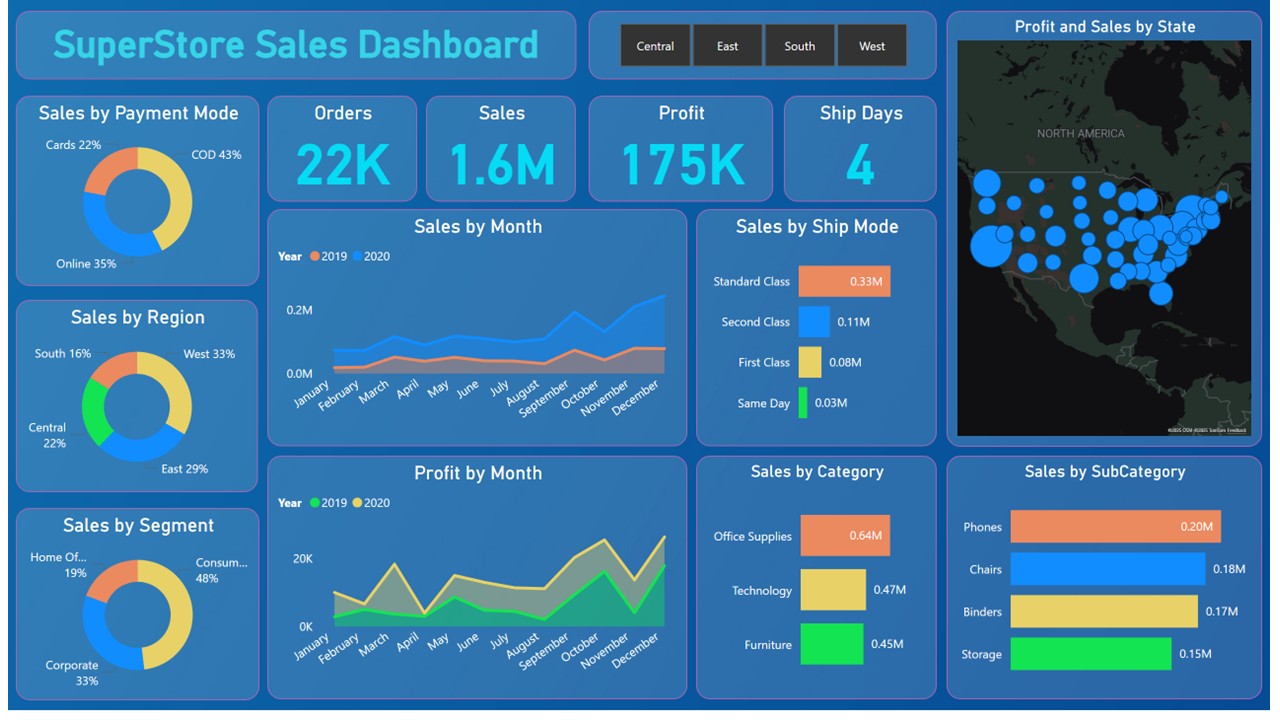 SuperStore Sales Dashboard
Central
East
South
West
Profit and Sales by State
NORTH AMERICA
Sales by Payment Mode
Cards 22%
COD 43%
Online 35%
Orders
22K
Sales
1.6M
Profit
175K
Ship Days
4
Sales by Month
Year 2019 2020
0.2M
0.0M
January
February
March
April
May
June
July
August
September
October
November
December
Sales by Ship Mode
Standard Class 0.33M
Second Class 0.11M
First Class 0.08M
Same Day 0.03M
Sales by Region
South 16%
West 33%
Central
22%
East 29%
Profit by Month
Year 2019 2020
20K
0K
January
February
March
April
May
June
July
August
September
October
November
December
Sales by Category
Office Supplies 0.64M
Technology 0.47M
Furniture 0.45M
Sales by SubCategory
Phones 0.20M
Chairs 0.18M
Binders 0.17M
Storage 0.15M
Sales by Segment
Home Of...
19%
Consum...
48%
Corporate
33%